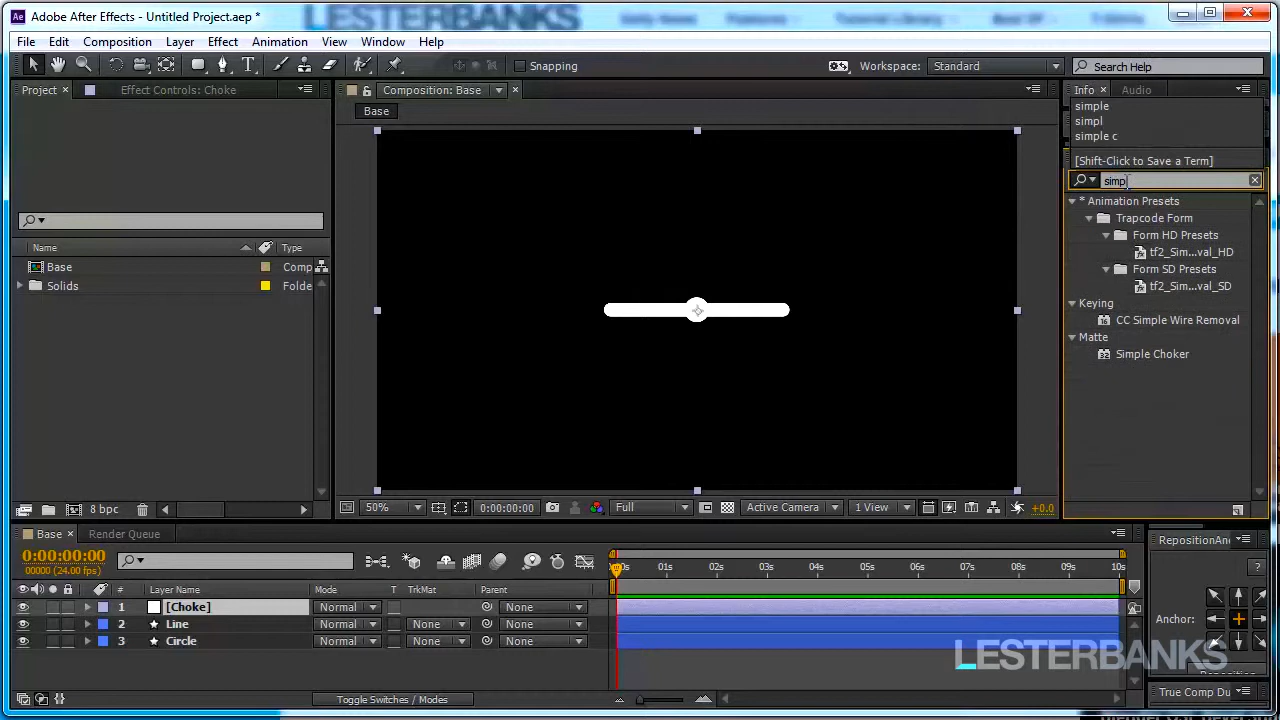 Ae Adobe After Effects - Untitled Project.aep *
LESTERBANKS
File Edit Composition Layer Effect Animation View Window Help
Snapping
Workspace: Standard
Search Help
Project
Effect Controls: Choke
Composition: Base
Info
Audio
Base
simple
simpl
simple c
[Shift-Click to Save a Term]
simp
* Animation Presets
Trapcode Form
Form HD Presets
tf2_Sim...val_HD
Form SD Presets
tf2_Sim...val_SD
Keying
16 CC Simple Wire Removal
Matte
32 Simple Choker
Name Type
Base Comp
Solids Folde
8 bpc
50%
0:00:00:00
Full
Active Camera
1 View
+0.0
Base
Render Queue
0:00:00:00
00000 (24.00 fps)
# Layer Name Mode T TrkMat Parent
1 [Choke] Normal None
2 Line Normal None None
3 Circle Normal None None
Toggle Switches / Modes
00s 01s 02s 03s 04s 05s 06s 07s 08s 09s 10s
RepositionAnc
?
Anchor:
True Comp Du
LESTERBANKS